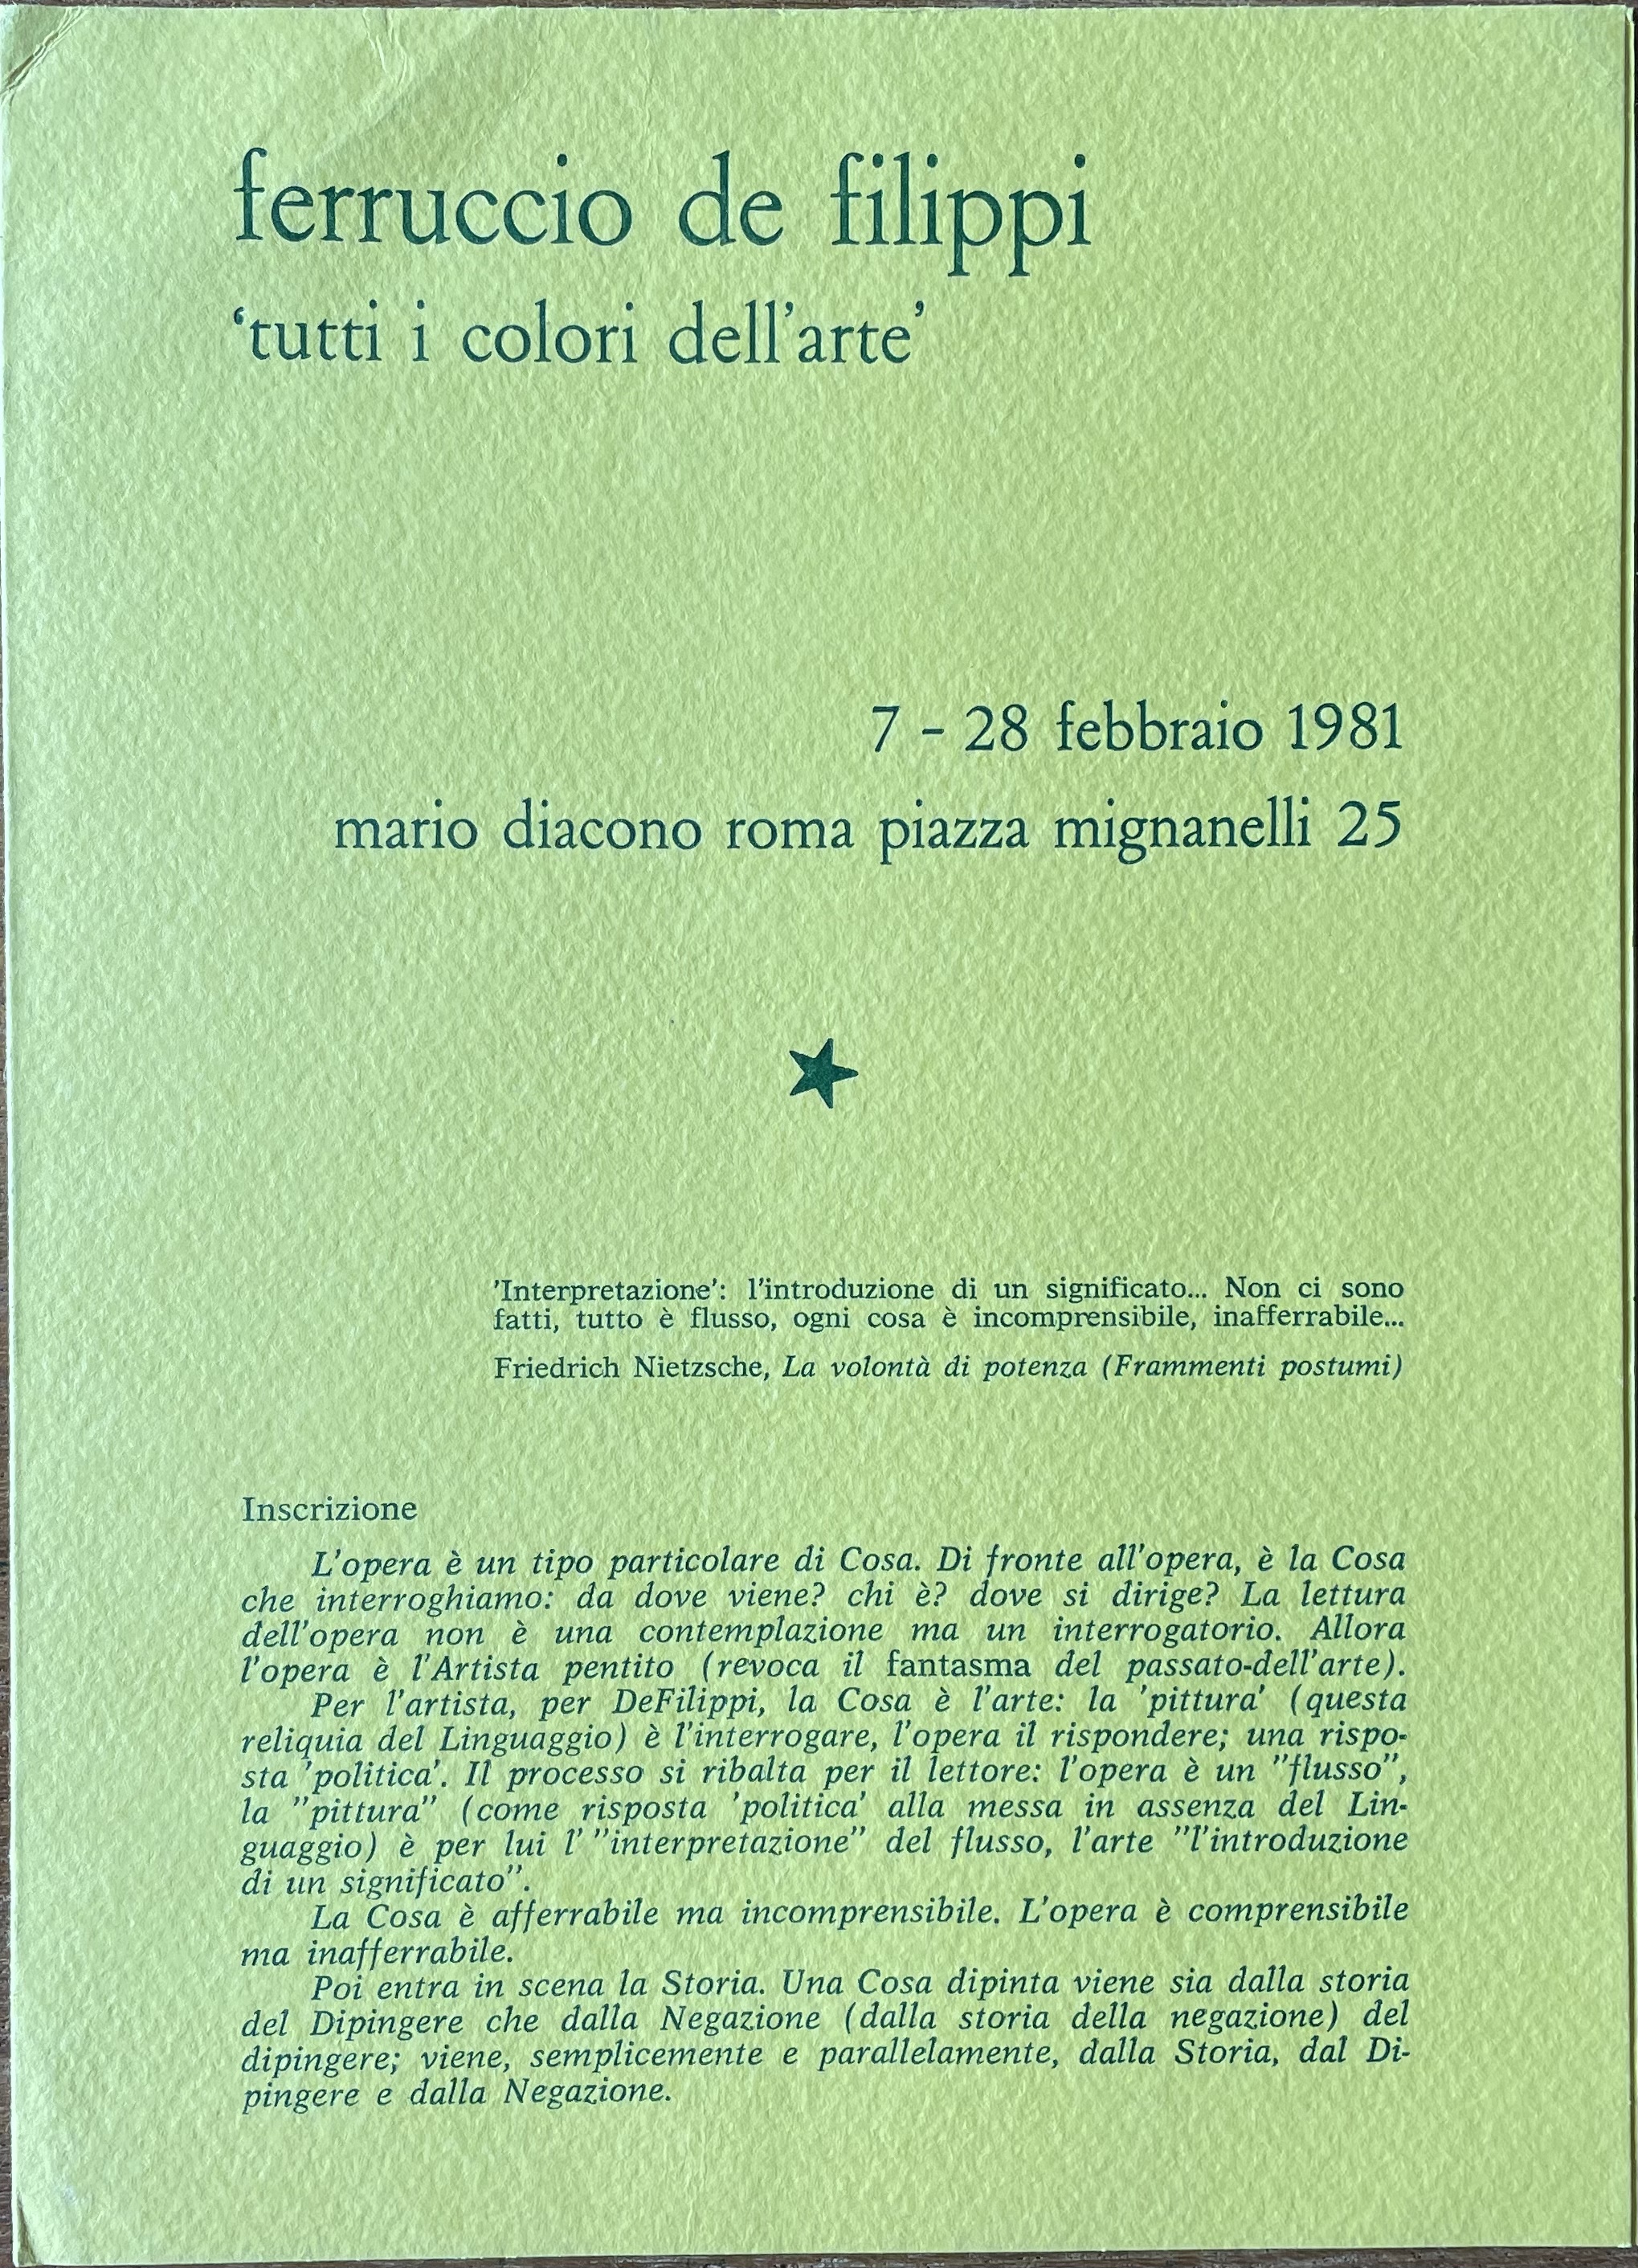 ferruccio de filippi
‘tutti i colori dell’arte’
7 - 28 febbraio 1981
mario diacono roma piazza mignanelli 25
'Interpretazione': l'introduzione di un significato... Non ci sono
fatti, tutto è flusso, ogni cosa è incomprensibile, inafferrabile...
Friedrich Nietzsche, La volontà di potenza (Frammenti postumi)
Inscrizione
L'opera è un tipo particolare di Cosa. Di fronte all'opera, è la Cosa
che interroghiamo: da dove viene? chi è? dove si dirige? La lettura
dell'opera non è una contemplazione ma un interrogatorio. Allora
l'opera è l'Artista pentito (revoca il fantasma del passato-dell'arte).
Per l'artista, per DeFilippi, la Cosa è l'arte: la 'pittura' (questa
reliquia del Linguaggio) è l'interrogare, l'opera il rispondere; una rispo-
sta 'politica'. Il processo si ribalta per il lettore: l'opera è un "flusso",
la "pittura" (come risposta 'politica' alla messa in assenza del Lin-
guaggio) è per lui l' "interpretazione" del flusso, l'arte "l'introduzione
di un significato".
La Cosa è afferrabile ma incomprensibile. L'opera è comprensibile
ma inafferrabile.
Poi entra in scena la Storia. Una Cosa dipinta viene sia dalla storia
del Dipingere che dalla Negazione (dalla storia della negazione) del
dipingere; viene, semplicemente e parallelamente, dalla Storia, dal Di-
pingere e dalla Negazione.